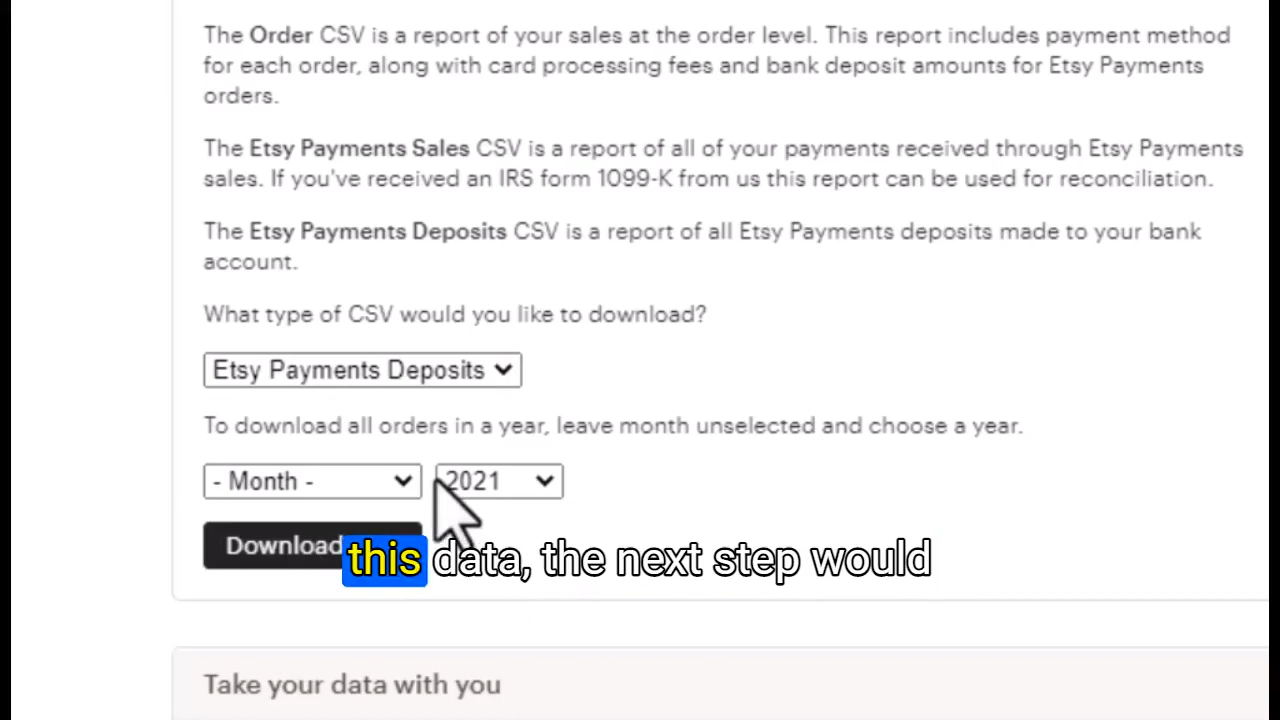 The Order CSV is a report of your sales at the order level. This report includes payment method
for each order, along with card processing fees and bank deposit amounts for Etsy Payments
orders.
The Etsy Payments Sales CSV is a report of all of your payments received through Etsy Payments
sales. If you've received an IRS form 1099-K from us this report can be used for reconciliation.
The Etsy Payments Deposits CSV is a report of all Etsy Payments deposits made to your bank
account.
What type of CSV would you like to download?
Etsy Payments Deposits
To download all orders in a year, leave month unselected and choose a year.
- Month - 2021
Download
this data, the next step would
Take your data with you